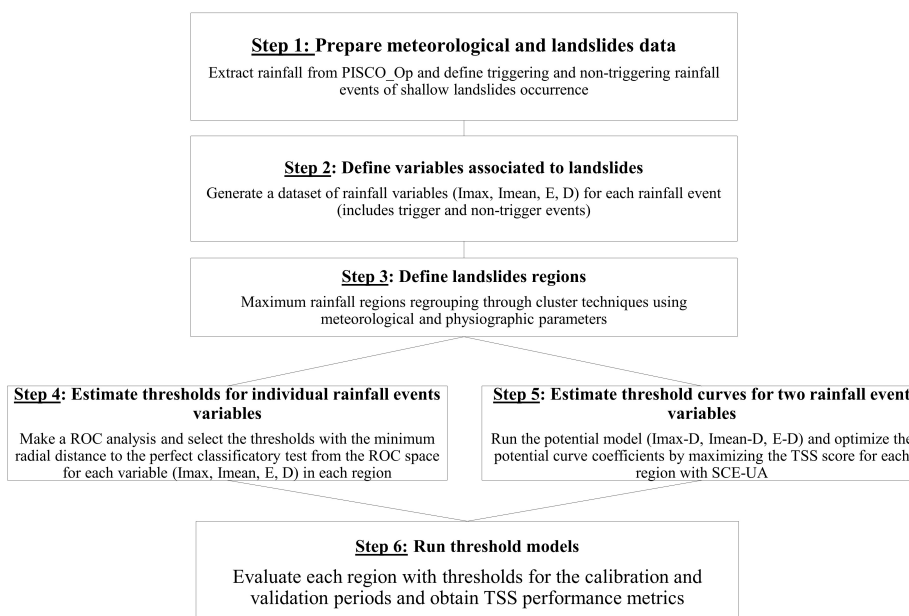 Step 1: Prepare meteorological and landslides data
Extract rainfall from PISCO_Op and define triggering and non-triggering rainfall
events of shallow landslides occurrence
Step 2: Define variables associated to landslides
Generate a dataset of rainfall variables (Imax, Imean, E, D) for each rainfall event
(includes trigger and non-trigger events)
Step 3: Define landslides regions
Maximum rainfall regions regrouping through cluster techniques using
meteorological and physiographic parameters
Step 4: Estimate thresholds for individual rainfall events
variables
Make a ROC analysis and select the thresholds with the minimum
radial distance to the perfect classificatory test from the ROC space
for each variable (Imax, Imean, E, D) in each region
Step 5: Estimate threshold curves for two rainfall event
variables
Run the potential model (Imax-D, Imean-D, E-D) and optimize the
potential curve coefficients by maximizing the TSS score for each
region with SCE-UA
Step 6: Run threshold models
Evaluate each region with thresholds for the calibration and
validation periods and obtain TSS performance metrics